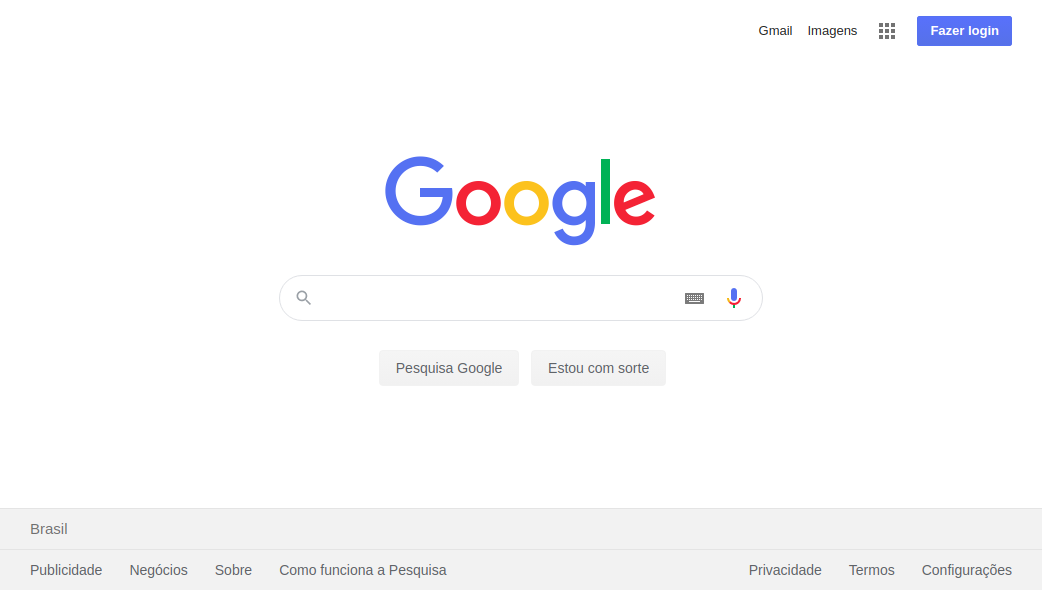 Gmail Imagens Fazer login
Google
Pesquisa Google Estou com sorte
Brasil
Publicidade Negócios Sobre Como funciona a Pesquisa Privacidade Termos Configurações